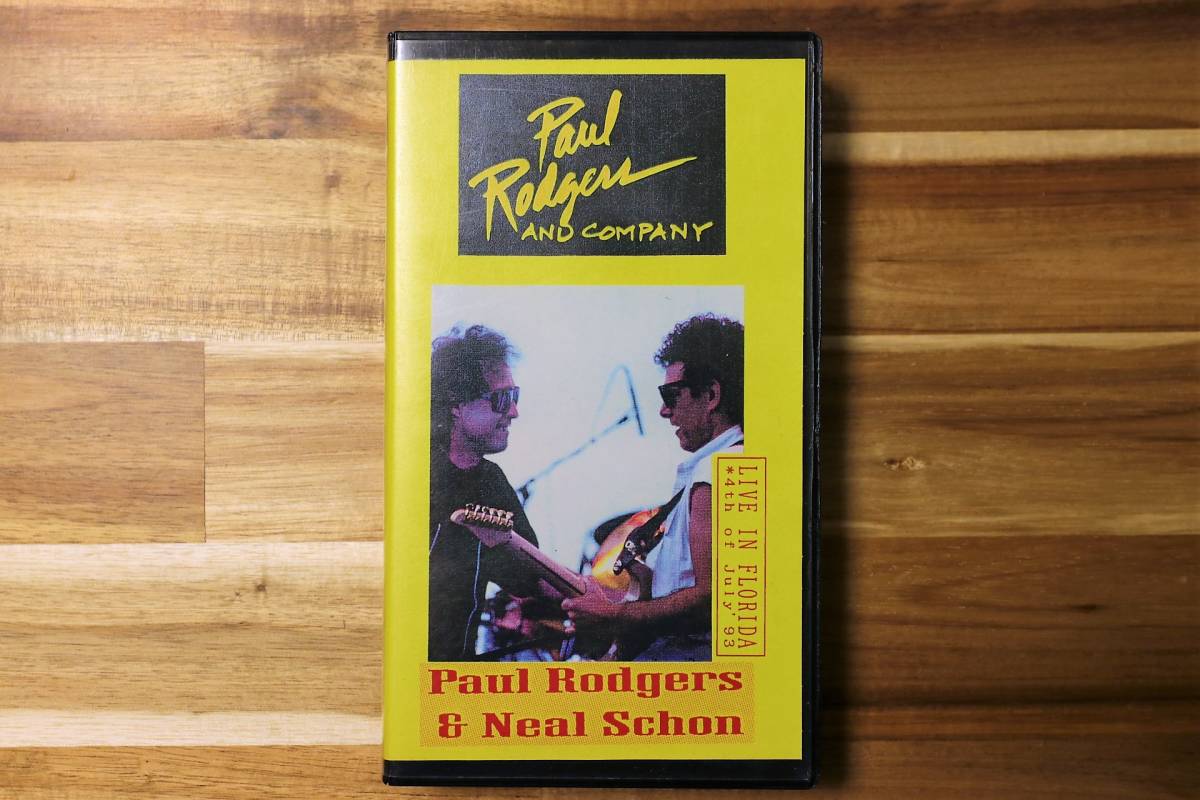 Paul
Rodgers
AND COMPANY
LIVE IN FLORIDA
*4th of July,'93
Paul Rodgers
& Neal Schon